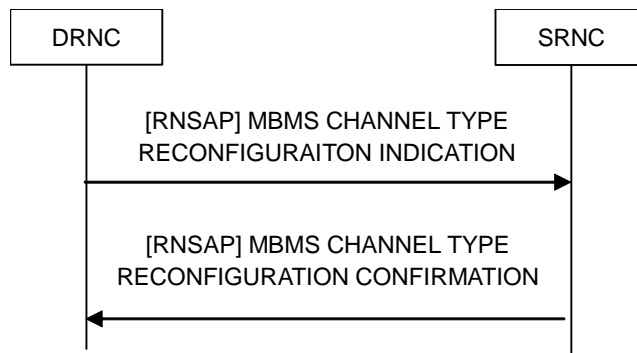 DRNC
SRNC
[RNSAP] MBMS CHANNEL TYPE
RECONFIGURAITON INDICATION
[RNSAP] MBMS CHANNEL TYPE
RECONFIGURATION CONFIRMATION